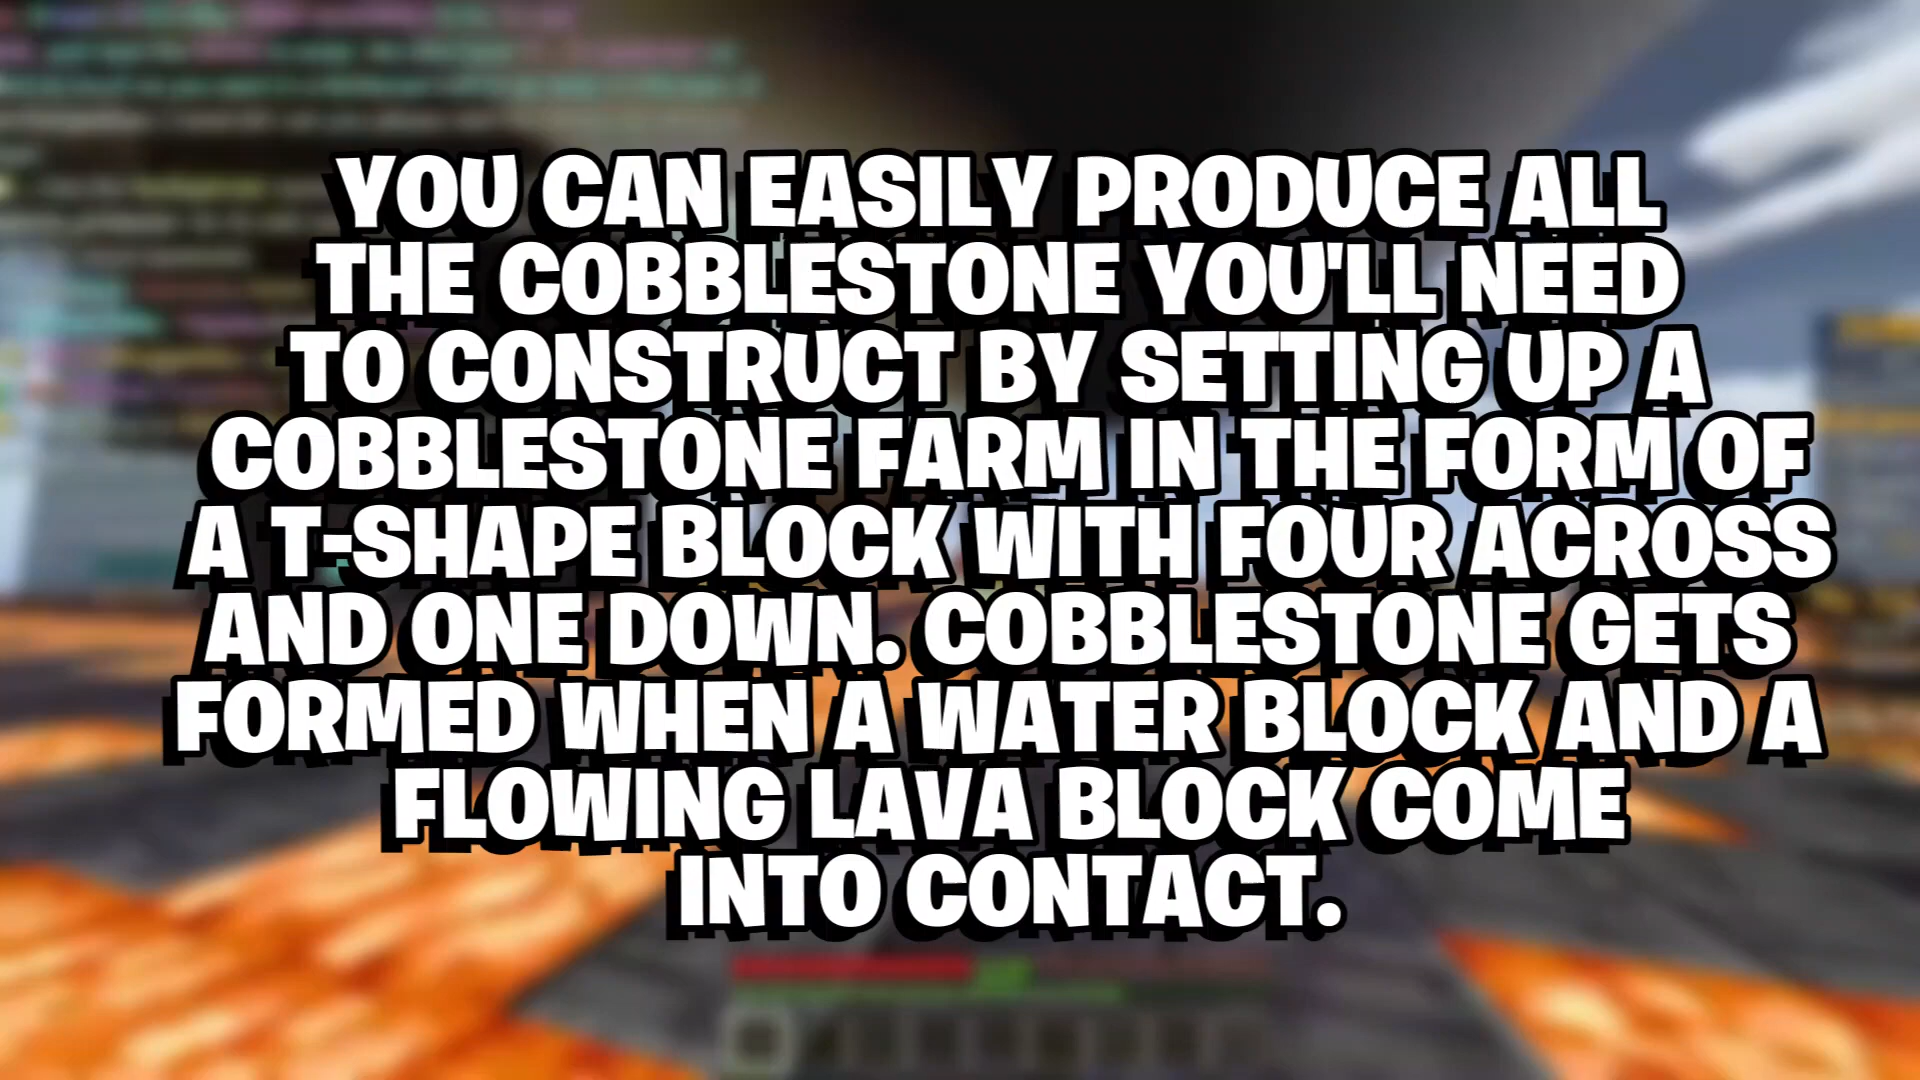 YOU CAN EASILY PRODUCE ALL
THE COBBLESTONE YOU'LL NEED
TO CONSTRUCT BY SETTING UP A
COBBLESTONE FARM IN THE FORM OF
A T-SHAPE BLOCK WITH FOUR ACROSS
AND ONE DOWN. COBBLESTONE GETS
FORMED WHEN A WATER BLOCK AND A
FLOWING LAVA BLOCK COME
INTO CONTACT.